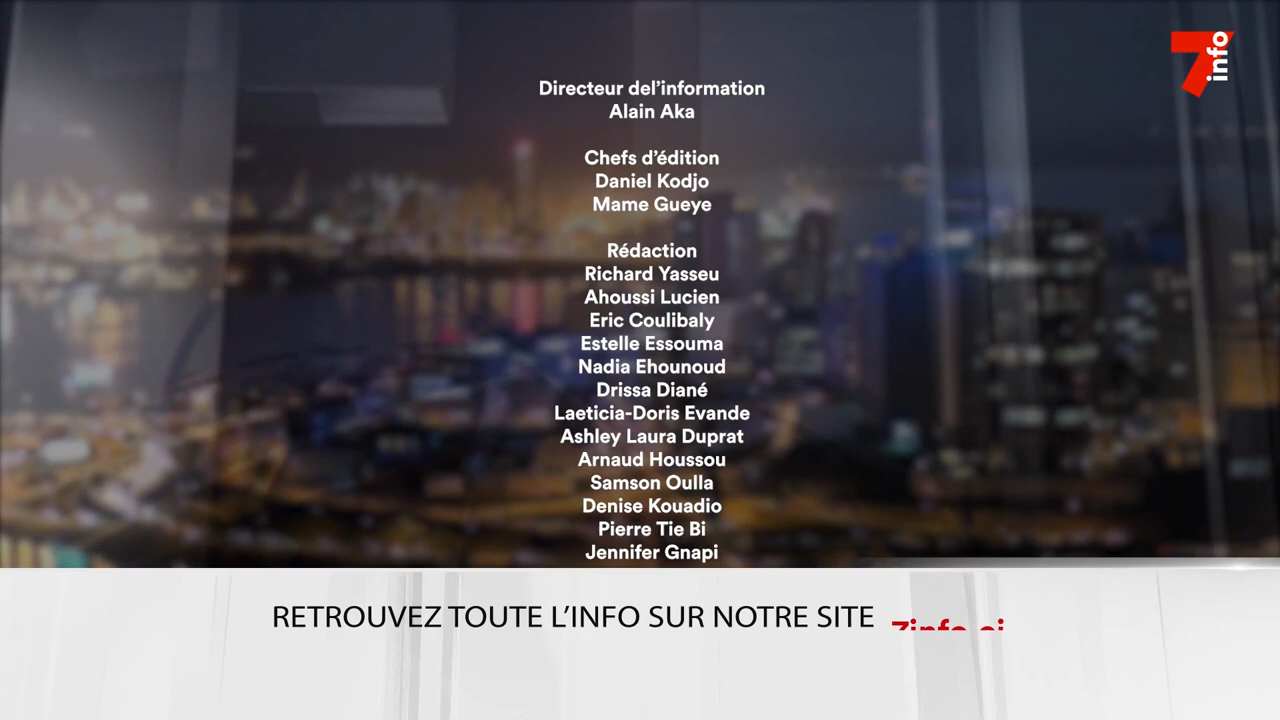 7info
Directeur del'information
Alain Aka
Chefs d'édition
Daniel Kodjo
Mame Gueye
Rédaction
Richard Yasseu
Ahoussi Lucien
Eric Coulibaly
Estelle Essouma
Nadia Ehounoud
Drissa Diané
Laeticia-Doris Evande
Ashley Laura Duprat
Arnaud Houssou
Samson Oulla
Denise Kouadio
Pierre Tie Bi
Jennifer Gnapi
RETROUVEZ TOUTE L'INFO SUR NOTRE SITE